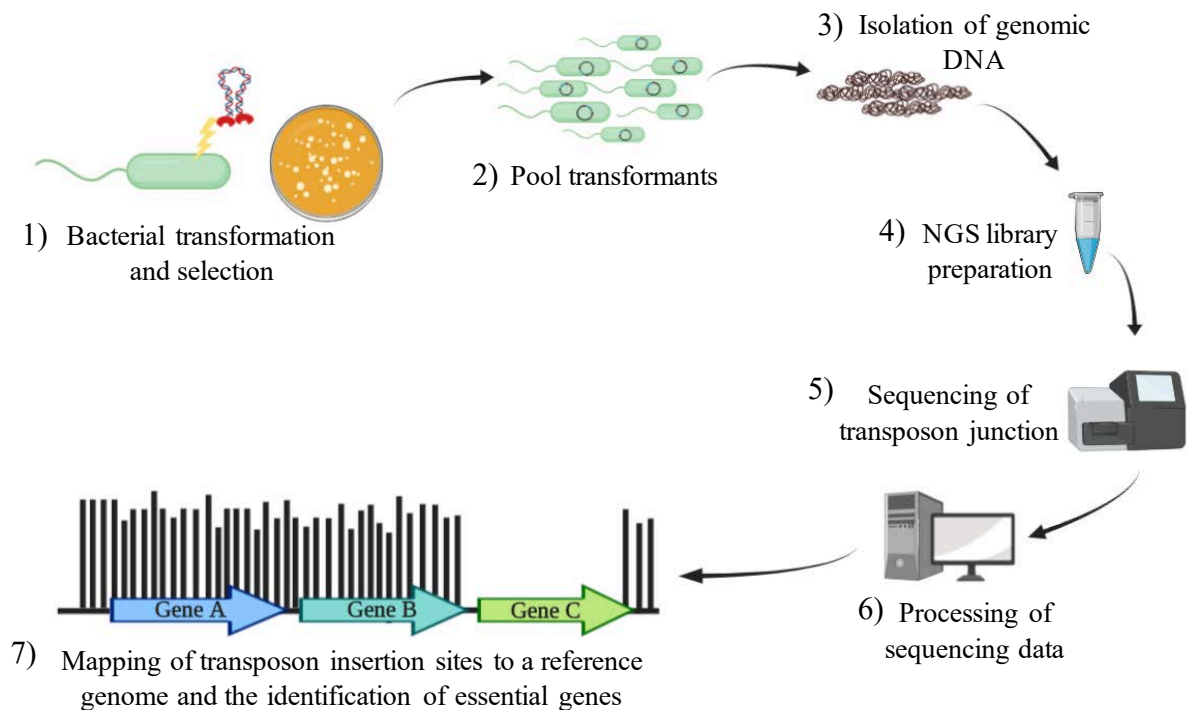 1) Bacterial transformation
and selection
2) Pool transformants
3) Isolation of genomic
DNA
4) NGS library
preparation
5) Sequencing of
transposon junction
6) Processing of
sequencing data
Gene A
Gene B
Gene C
7) Mapping of transposon insertion sites to a reference
genome and the identification of essential genes